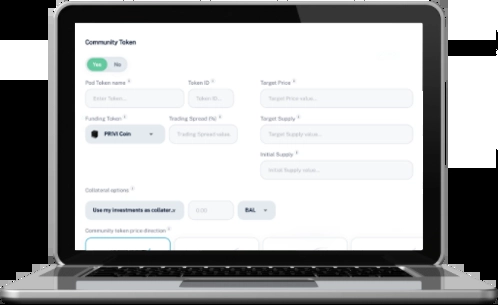 Community Token
Yes No
Pod Token name Token ID Target Price
Enter Token... Token ID... Target Price value...
Funding Token Trading Spread (%) Target Supply
PRIVI Coin Trading Spread value Target Supply value...
Initial Supply
Initial Supply value...
Collateral options
Use my investments as collater.. 0.00 BAL
Community token price direction